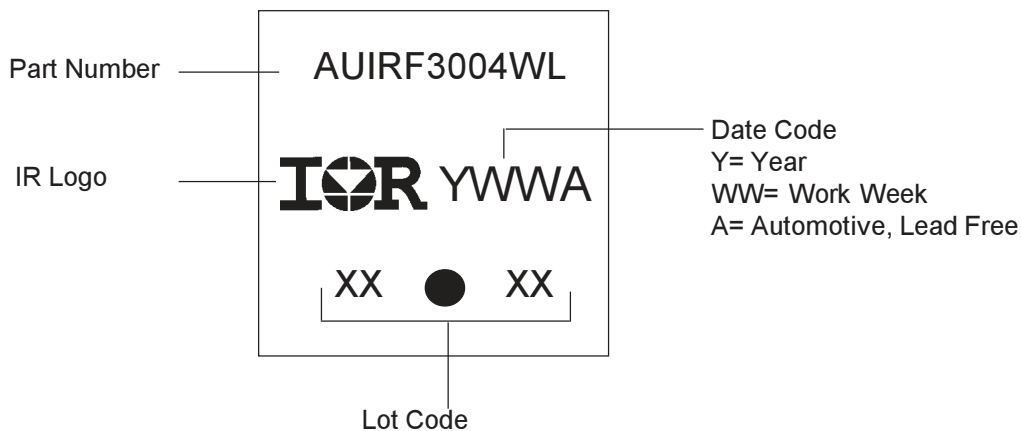 Part Number
AUIRF3004WL
IR Logo
IOR YWWA
Date Code
Y= Year
WW= Work Week
A= Automotive, Lead Free
XX ● XX
Lot Code